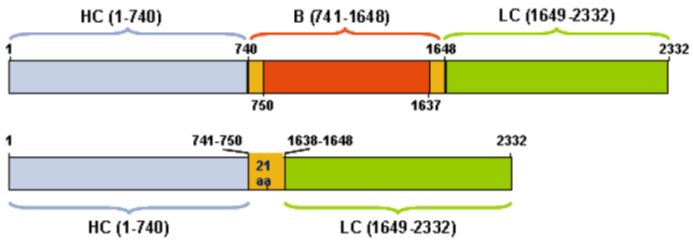 HC (1-740) B (741-1648) LC (1649-2332)
1 740 1648 2332
750 1637
1 741-750 1638-1648 2332
21
aa
HC (1-740) LC (1649-2332)